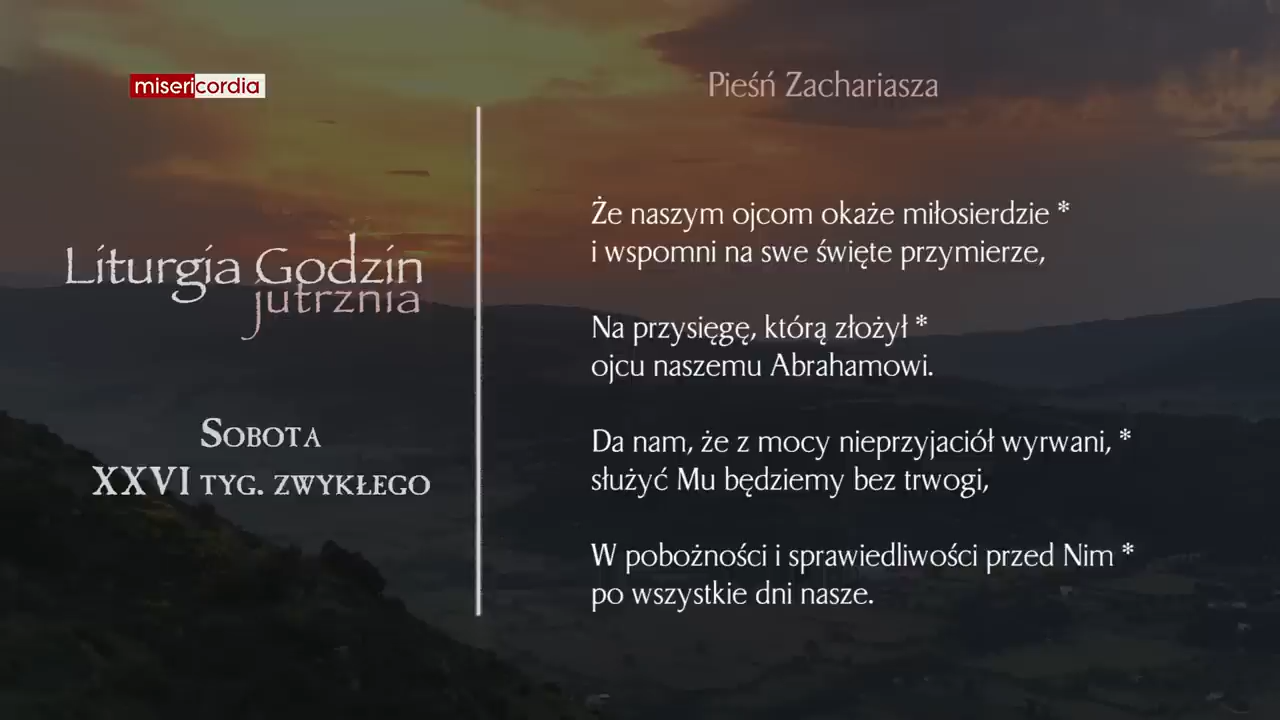 misericordia
Liturgia Godzin
jutrznia
Sobota
XXVI tyg. zwykłego
Pieśń Zachariasza
Że naszym ojcom okaże miłosierdzie *
i wspomni na swe święte przymierze,
Na przysięgę, którą złożył *
ojcu naszemu Abrahamowi.
Da nam, że z mocy nieprzyjaciół wyrwani, *
służyć Mu będziemy bez trwogi,
W pobożności i sprawiedliwości przed Nim *
po wszystkie dni nasze.